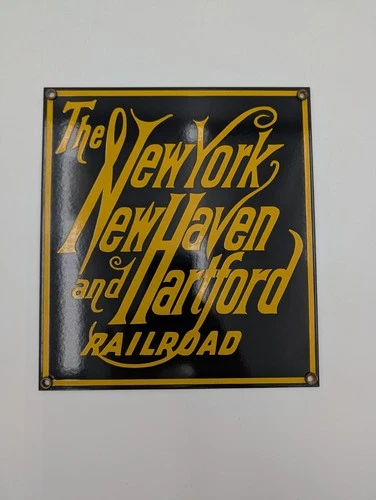 The
New York
New Haven
and Hartford
RAILROAD